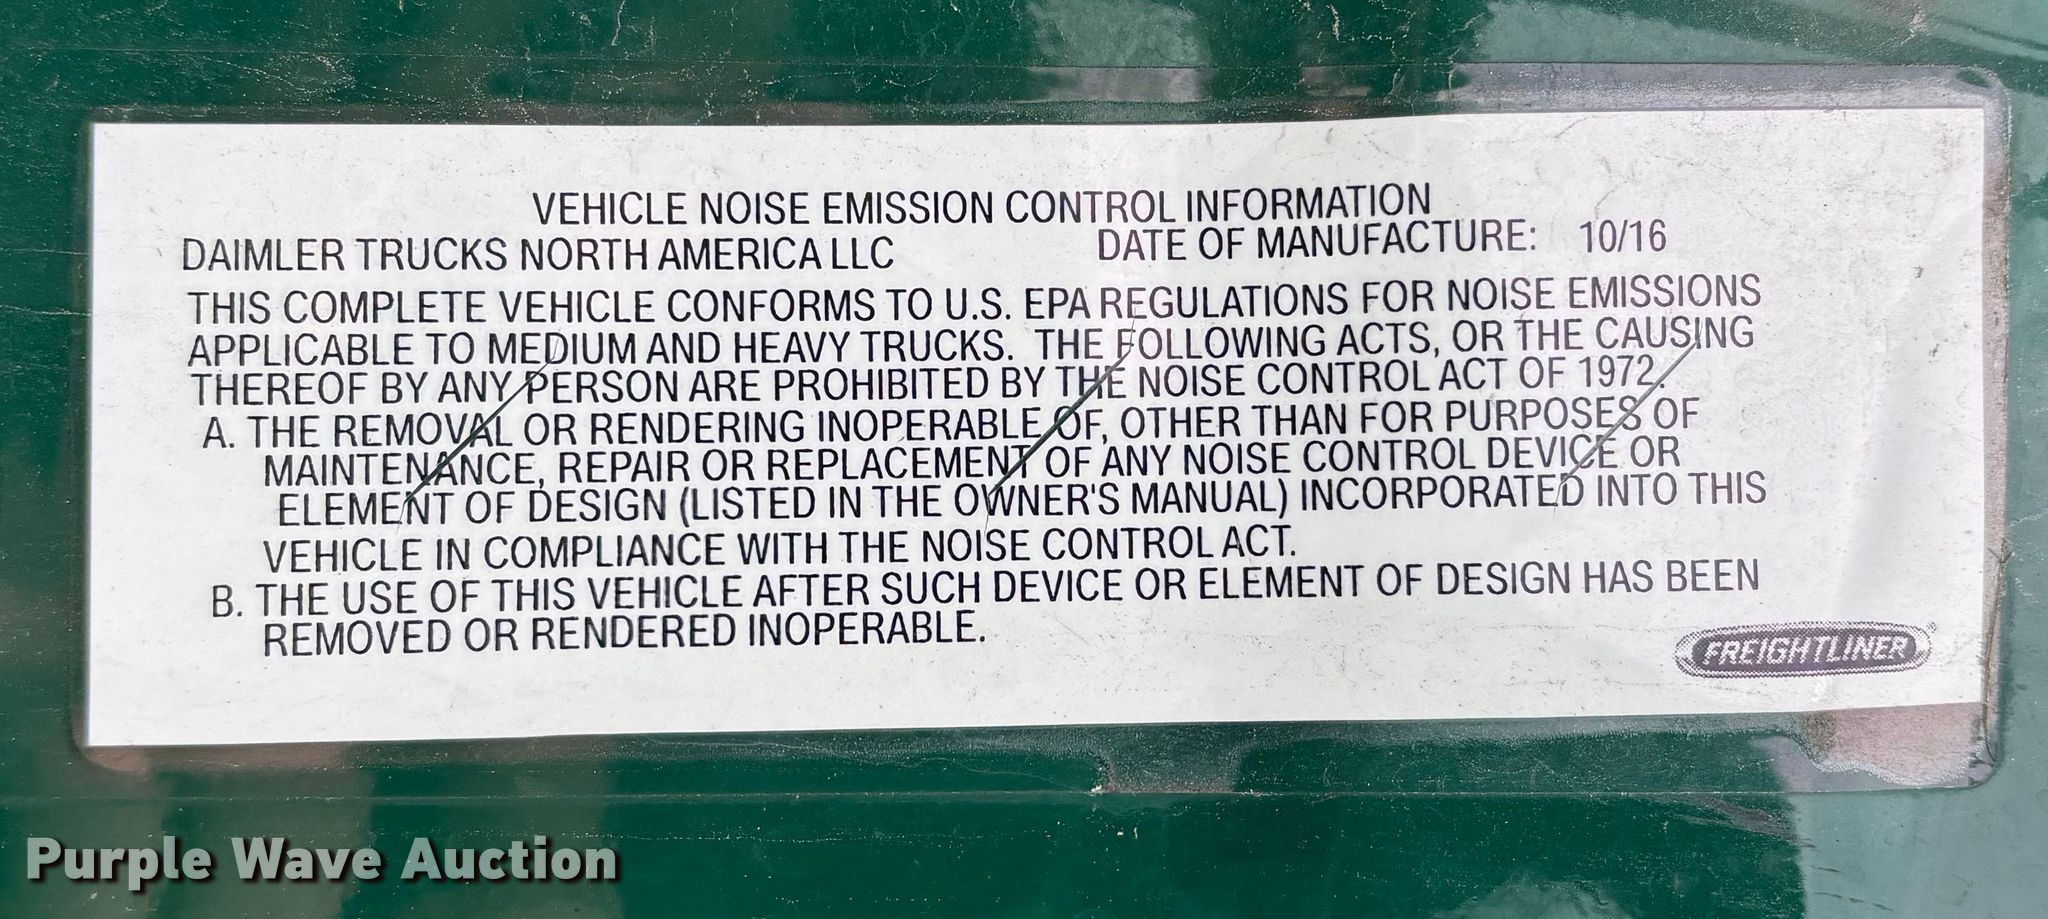 VEHICLE NOISE EMISSION CONTROL INFORMATION
DAIMLER TRUCKS NORTH AMERICA LLC DATE OF MANUFACTURE: 10/16
THIS COMPLETE VEHICLE CONFORMS TO U.S. EPA REGULATIONS FOR NOISE EMISSIONS
APPLICABLE TO MEDIUM AND HEAVY TRUCKS. THE FOLLOWING ACTS, OR THE CAUSING
THEREOF BY ANY PERSON ARE PROHIBITED BY THE NOISE CONTROL ACT OF 1972.
A. THE REMOVAL OR RENDERING INOPERABLE OF, OTHER THAN FOR PURPOSES OF
MAINTENANCE, REPAIR OR REPLACEMENT OF ANY NOISE CONTROL DEVICE OR
ELEMENT OF DESIGN (LISTED IN THE OWNER'S MANUAL) INCORPORATED INTO THIS
VEHICLE IN COMPLIANCE WITH THE NOISE CONTROL ACT.
B. THE USE OF THIS VEHICLE AFTER SUCH DEVICE OR ELEMENT OF DESIGN HAS BEEN
REMOVED OR RENDERED INOPERABLE.
FREIGHTLINER
Purple Wave Auction